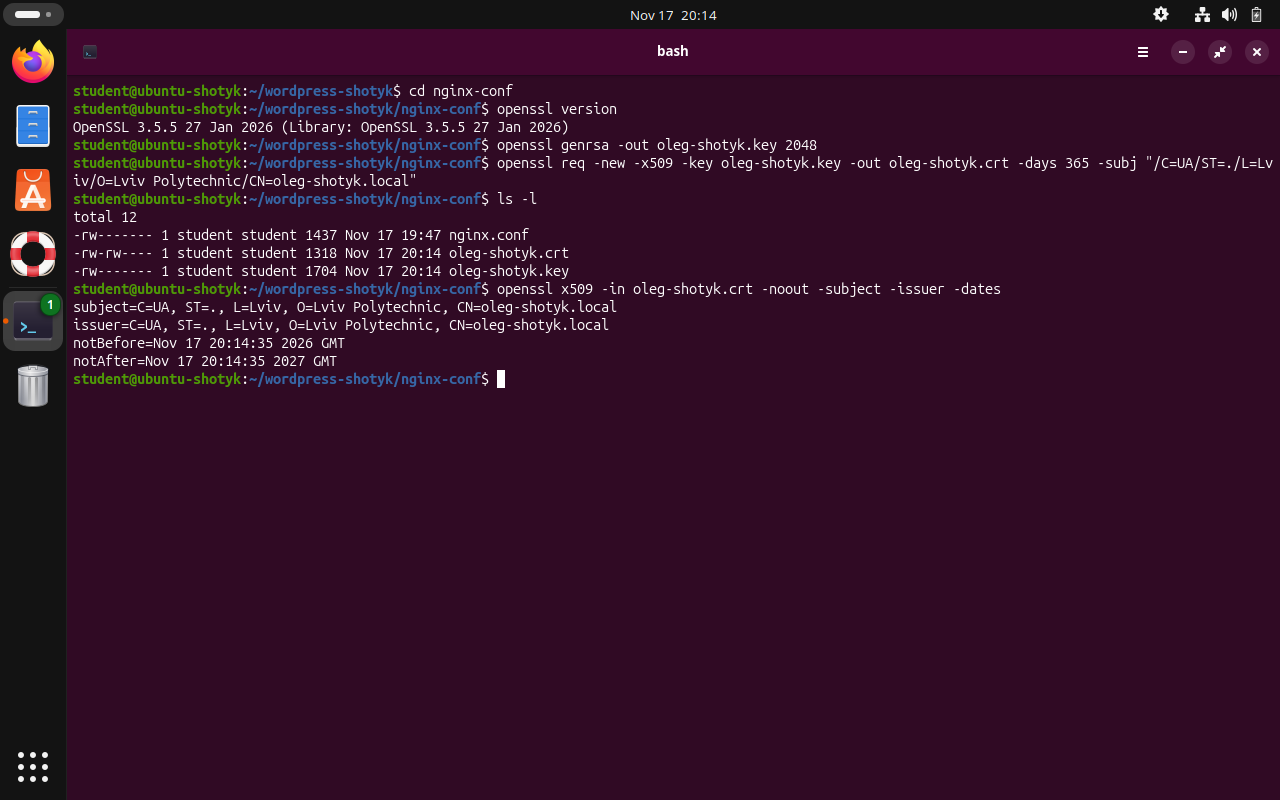 Nov 17 20:14
bash
student@ubuntu-shotyk:~/wordpress-shotyk$ cd nginx-conf
student@ubuntu-shotyk:~/wordpress-shotyk/nginx-conf$ openssl version
OpenSSL 3.5.5 27 Jan 2026 (Library: OpenSSL 3.5.5 27 Jan 2026)
student@ubuntu-shotyk:~/wordpress-shotyk/nginx-conf$ openssl genrsa -out oleg-shotyk.key 2048
student@ubuntu-shotyk:~/wordpress-shotyk/nginx-conf$ openssl req -new -x509 -key oleg-shotyk.key -out oleg-shotyk.crt -days 365 -subj "/C=UA/ST=./L=Lv
iv/O=Lviv Polytechnic/CN=oleg-shotyk.local"
student@ubuntu-shotyk:~/wordpress-shotyk/nginx-conf$ ls -l
total 12
-rw------- 1 student student 1437 Nov 17 19:47 nginx.conf
-rw-rw---- 1 student student 1318 Nov 17 20:14 oleg-shotyk.crt
-rw------- 1 student student 1704 Nov 17 20:14 oleg-shotyk.key
student@ubuntu-shotyk:~/wordpress-shotyk/nginx-conf$ openssl x509 -in oleg-shotyk.crt -noout -subject -issuer -dates
subject=C=UA, ST=., L=Lviv, O=Lviv Polytechnic, CN=oleg-shotyk.local
issuer=C=UA, ST=., L=Lviv, O=Lviv Polytechnic, CN=oleg-shotyk.local
notBefore=Nov 17 20:14:35 2026 GMT
notAfter=Nov 17 20:14:35 2027 GMT
student@ubuntu-shotyk:~/wordpress-shotyk/nginx-conf$
1